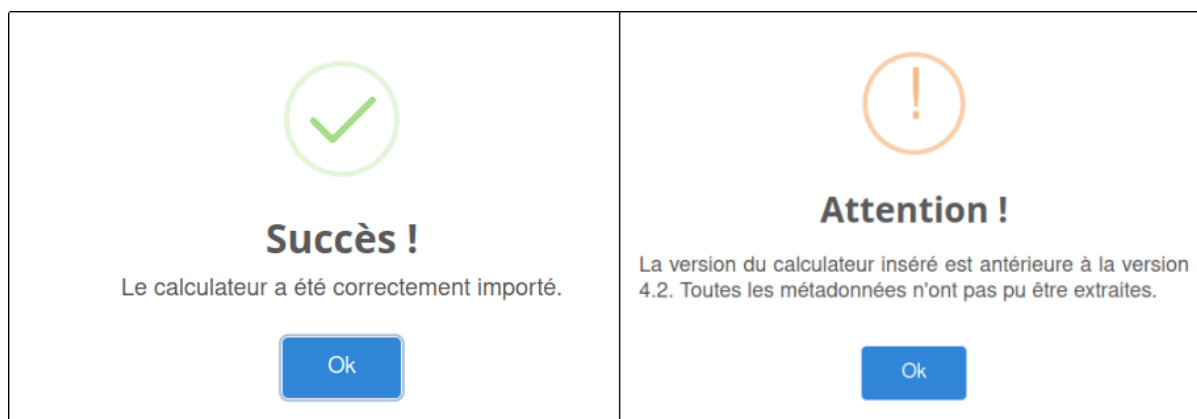 Succès !
Le calculateur a été correctement importé.
Ok
Attention !
La version du calculateur inséré est antérieure à la version
4.2. Toutes les métadonnées n'ont pas pu être extraites.
Ok